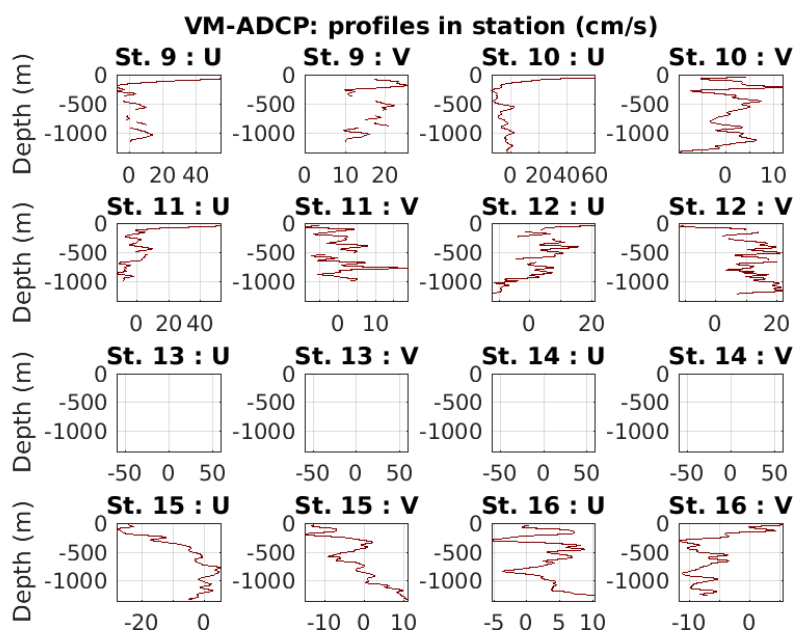 VM-ADCP: profiles in station (cm/s)
St. 9 : U St. 9 : V St. 10 : U St. 10 : V
Depth (m)
0 -500 -1000 0 -500 -1000 0 -500 -1000 0 -500 -1000
0 20 40 0 10 20 0 20 40 60 0 10
St. 11 : U St. 11 : V St. 12 : U St. 12 : V
Depth (m)
0 -500 -1000 0 -500 -1000 0 -500 -1000 0 -500 -1000
0 20 40 0 10 0 20 0 20
St. 13 : U St. 13 : V St. 14 : U St. 14 : V
Depth (m)
0 -500 -1000 0 -500 -1000 0 -500 -1000 0 -500 -1000
-50 0 50 -50 0 50 -50 0 50 -50 0 50
St. 15 : U St. 15 : V St. 16 : U St. 16 : V
Depth (m)
0 -500 -1000 0 -500 -1000 0 -500 -1000 0 -500 -1000
-20 0 -10 0 10 -5 0 5 10 -10 0